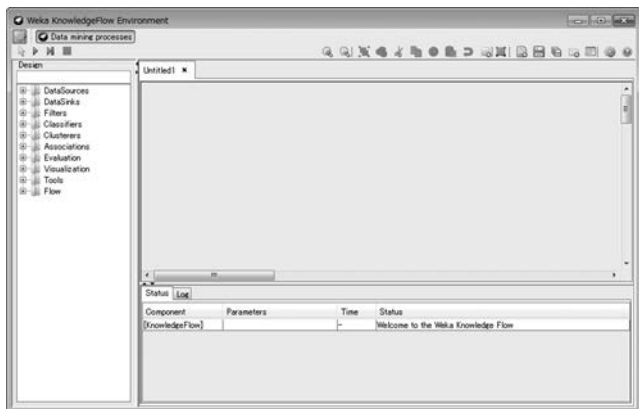 Weka KnowledgeFlow Environment
Data mining processes
Design
Untitled1
DataSources
DataSinks
Filters
Classifiers
Clusterers
Associations
Evaluation
Visualization
Tools
Flow
Status Log
Component Parameters Time Status
[KnowledgeFlow] - Welcome to the Weka Knowledge Flow